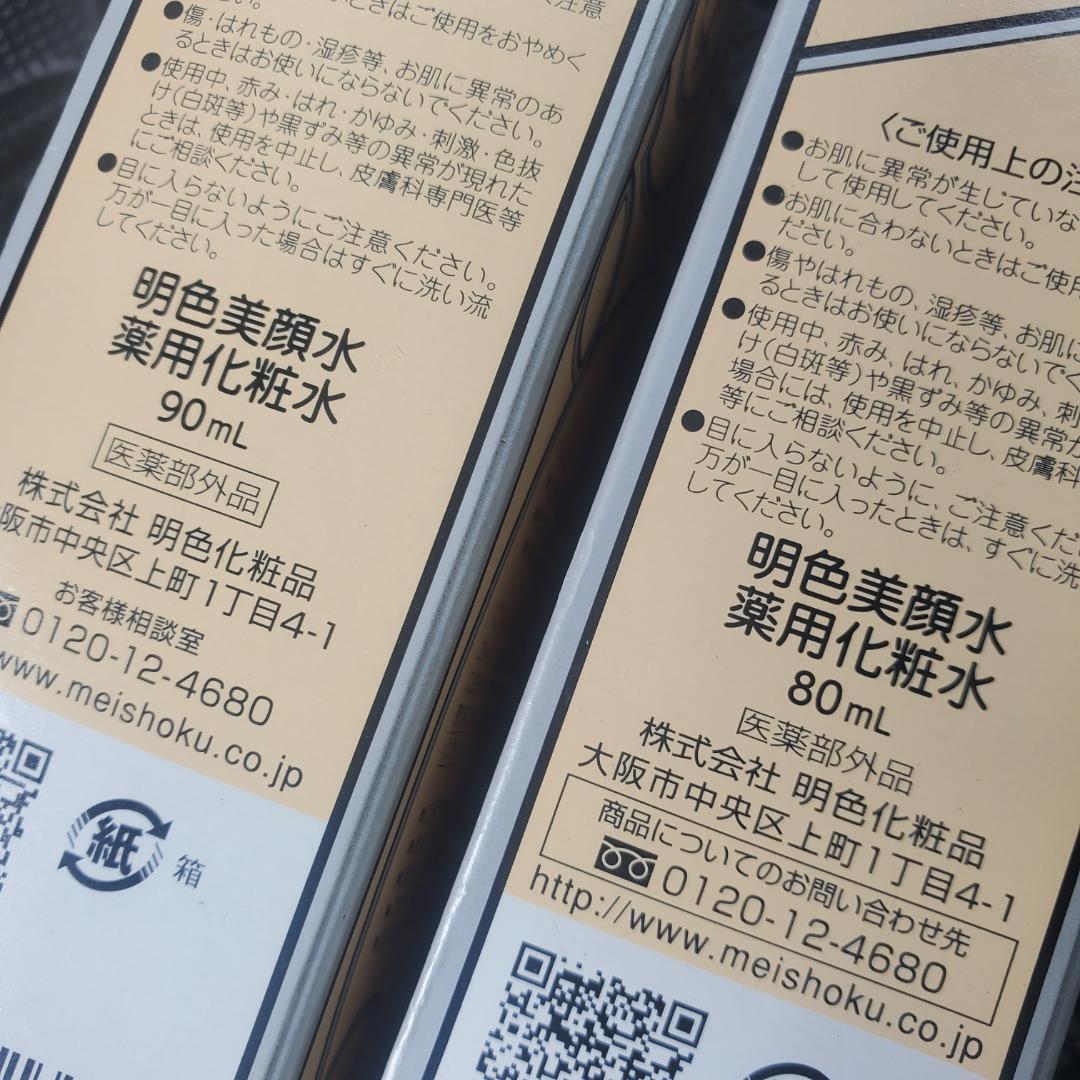 ときはご使用をおやめく
●傷・はれもの・湿疹等、お肌に異常のあ
るときはお使いにならないでください。
●使用中、赤み・はれ・かゆみ・刺激・色抜
け(白斑等)や黒ずみ等の異常が現れた
ときは、使用を中止し、皮膚科専門医等
にご相談ください。
●目に入らないようにご注意ください。
万が一目に入った場合はすぐに洗い流
してください。
明色美顔水
薬用化粧水
90mL
医薬部外品
株式会社 明色化粧品
阪市中央区上町1丁目4-1
お客様相談室
0120-12-4680
www.meishoku.co.jp
紙
箱
〈ご使用上の注
●お肌に異常が生じていな
して使用してください。
●お肌に合わないときはご使用
ださい。
●傷やはれもの、湿疹等、お肌に
るときはお使いにならないでく
●使用中、赤み、はれ、かゆみ、刺
け(白斑等)や黒ずみ等の異常が
場合には、使用を中止し、皮膚科
等にご相談ください。
●目に入らないように、ご注意くだ
万が一目に入ったときは、すぐに洗
してください。
明色美顔水
薬用化粧水
80mL
医薬部外品
株式会社 明色化粧品
大阪市中央区上町1丁目4-1
商品についてのお問い合わせ先
0120-12-4680
http://www.meishoku.co.jp